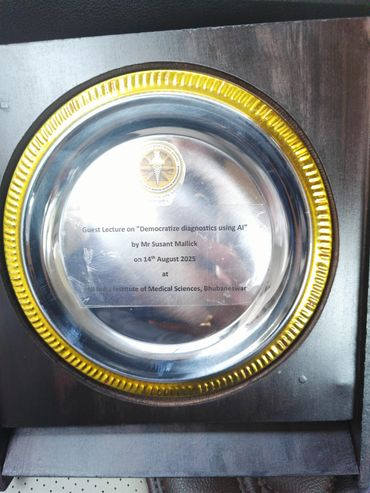 Guest Lecture on "Democratize diagnostics using AI"
by Mr Susant Mallick
on 14th August 2025
at
Institute of Medical Sciences, Bhubaneswar